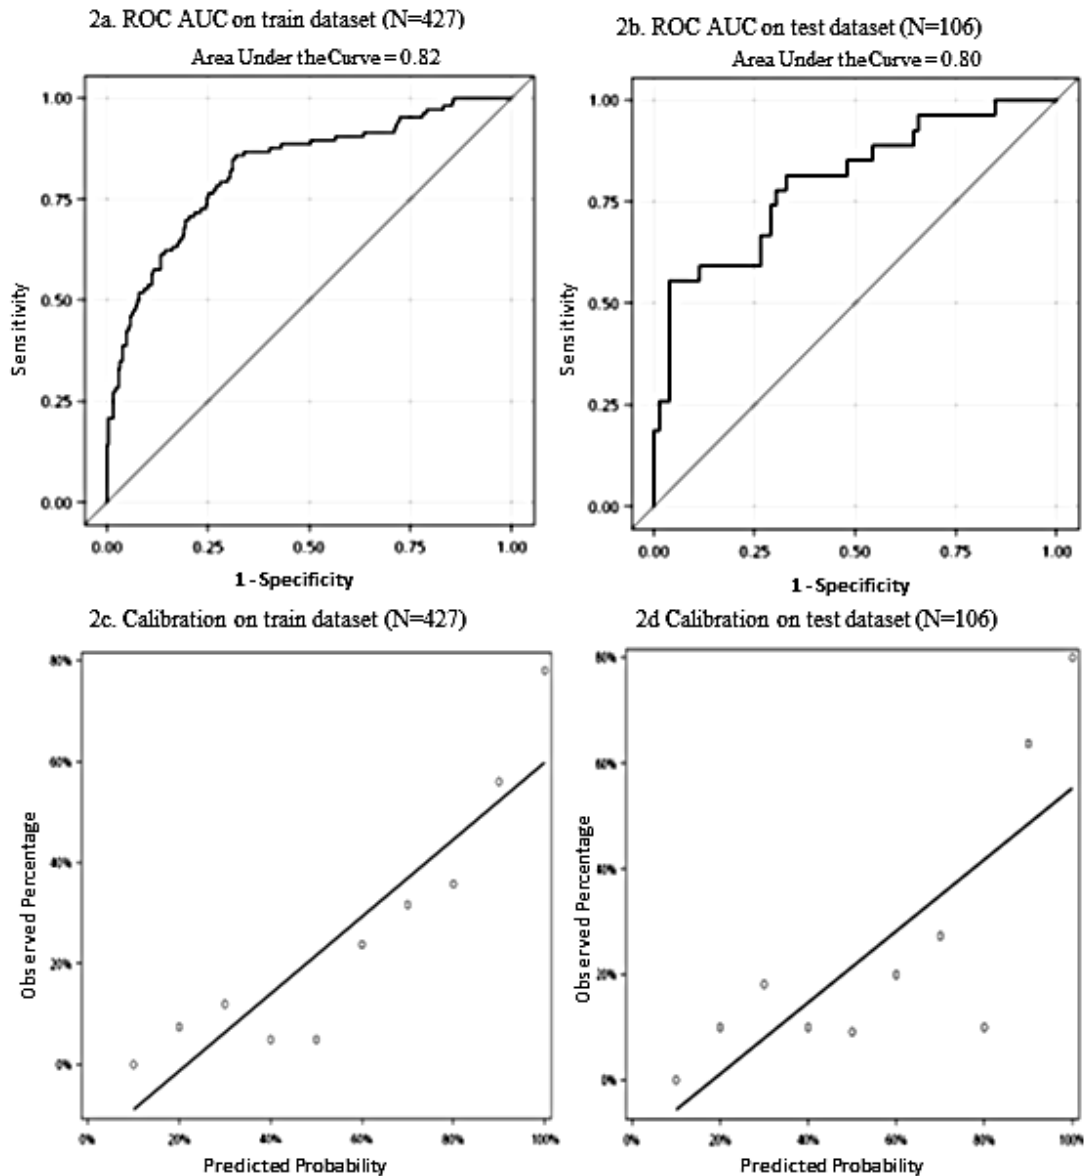 2a. ROC AUC on train dataset (N=427)
Area Under the Curve = 0.82
1.00
0.75
0.50
0.25
0.00
Sensitivity
0.00 0.25 0.50 0.75 1.00
1 - Specificity
2b. ROC AUC on test dataset (N=106)
Area Under the Curve = 0.80
1.00
0.75
0.50
0.25
0.00
Sensitivity
0.00 0.25 0.50 0.75 1.00
1 - Specificity
2c. Calibration on train dataset (N=427)
80%
60%
40%
20%
0%
Observed Percentage
0% 20% 40% 60% 80% 100%
Predicted Probability
2d Calibration on test dataset (N=106)
80%
60%
40%
20%
0%
Observed Percentage
0% 20% 40% 60% 80% 100%
Predicted Probability